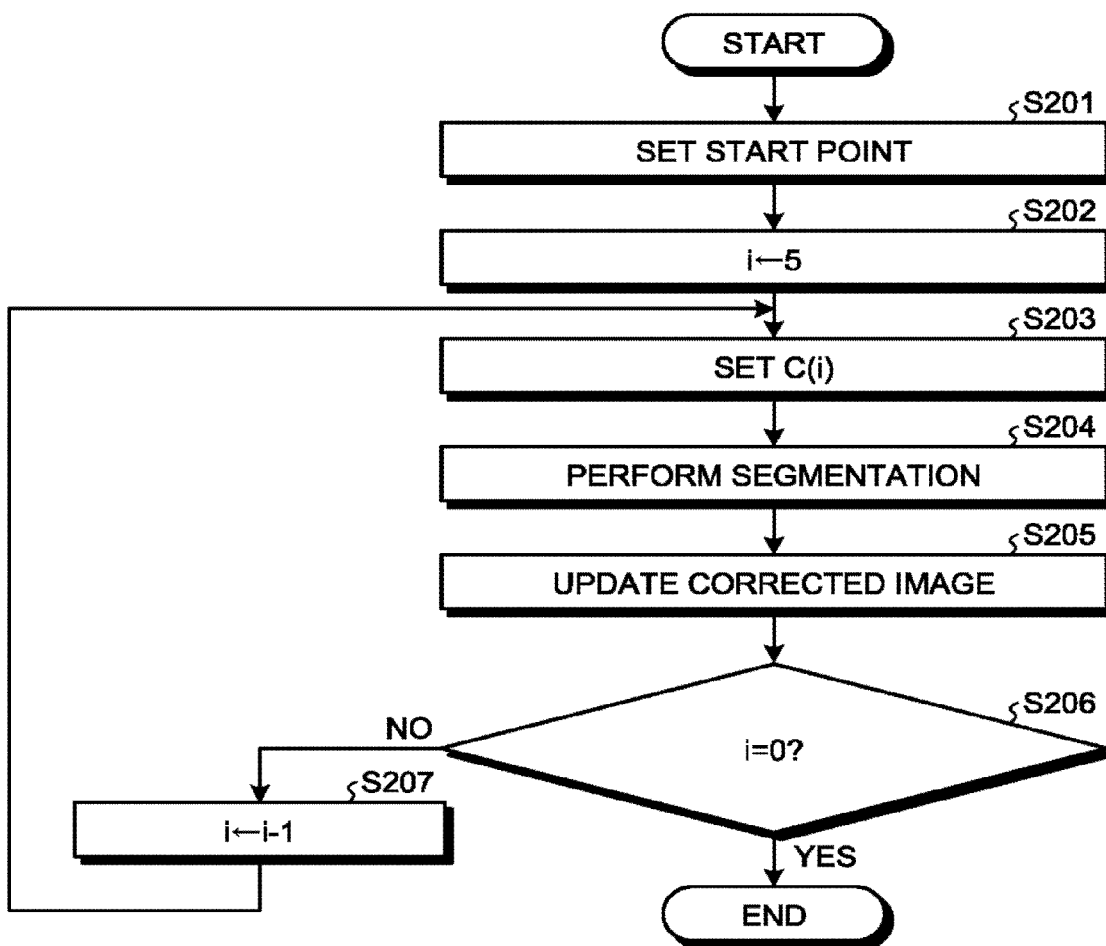 START
S201
SET START POINT
S202
i←5
S203
SET C(i)
S204
PERFORM SEGMENTATION
S205
UPDATE CORRECTED IMAGE
S206
i=0?
NO
S207
i←i-1
YES
END